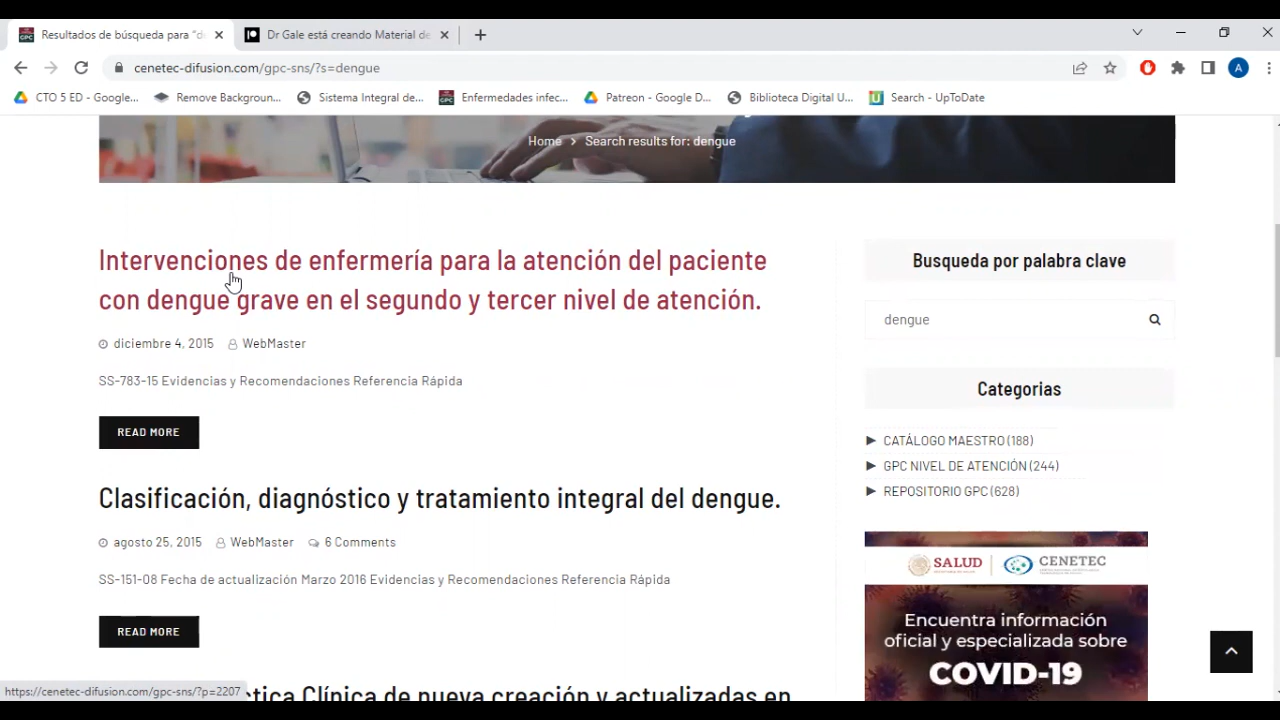 Resultados de búsqueda para “de
Dr Gale está creando Material de
cenetec-difusion.com/gpc-sns/?s=dengue
A
CTO 5 ED - Google...
Remove Backgroun...
Sistema Integral de...
Enfermedades infec...
Patreon - Google D...
Biblioteca Digital U...
Search - UpToDate
Home > Search results for: dengue
Intervenciones de enfermería para la atención del paciente
con dengue grave en el segundo y tercer nivel de atención.
diciembre 4, 2015 WebMaster
SS-783-15 Evidencias y Recomendaciones Referencia Rápida
READ MORE
Clasificación, diagnóstico y tratamiento integral del dengue.
agosto 25, 2015 WebMaster 6 Comments
SS-151-08 Fecha de actualización Marzo 2016 Evidencias y Recomendaciones Referencia Rápida
READ MORE
tica Clínica de nueva creación y actualizadas en
Busqueda por palabra clave
dengue
Categorias
CATÁLOGO MAESTRO (188)
GPC NIVEL DE ATENCIÓN (244)
REPOSITORIO GPC (628)
SALUD CENETEC
Encuentra información
oficial y especializada sobre
COVID-19
https://cenetec-difusion.com/gpc-sns/?p=2207